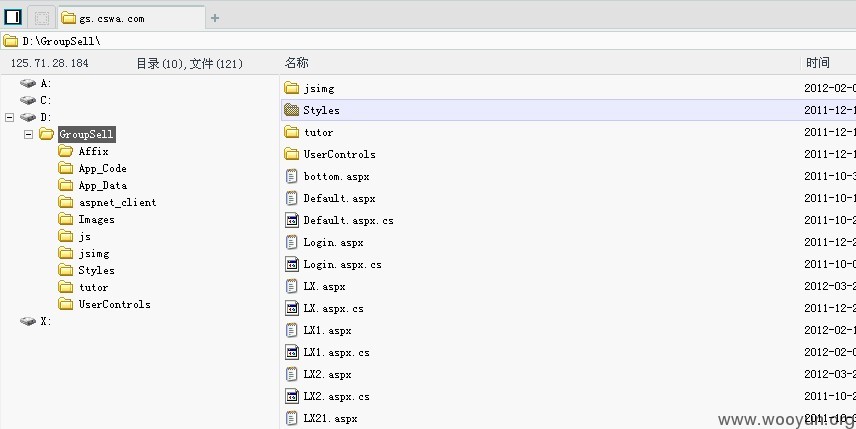 gs.cswa.com
D:\GroupSell\
125.71.28.184 目录(10),文件(121) 名称 时间
A:
C:
D:
GroupSell
Affix
App_Code
App_Data
aspnet_client
Images
js
jsimg
Styles
tutor
UserControls
X:
jsimg 2012-02-0
Styles 2011-12-1
tutor 2011-12-1
UserControls 2011-12-1
bottom.aspx 2011-10-3
Default.aspx 2011-10-1
Default.aspx.cs 2011-10-2
Login.aspx 2011-12-2
Login.aspx.cs 2011-10-0
LX.aspx 2012-03-2
LX.aspx.cs 2011-12-2
LX1.aspx 2012-02-1
LX1.aspx.cs 2012-02-0
LX2.aspx 2012-03-2
LX2.aspx.cs 2011-10-2
LX21.aspx
www.wooyun.org